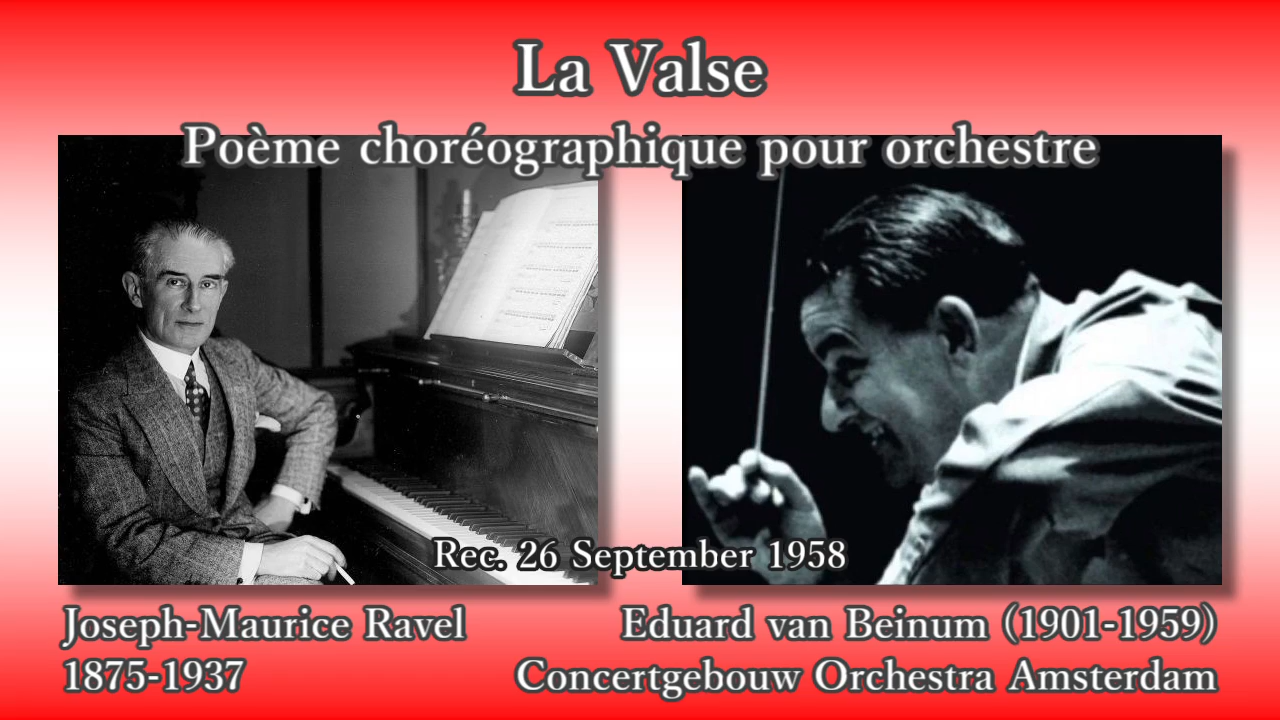 La Valse
Poème choréographique pour orchestre
Rec. 26 September 1958
Joseph-Maurice Ravel
1875-1937
Eduard van Beinum (1901-1959)
Concertgebouw Orchestra Amsterdam